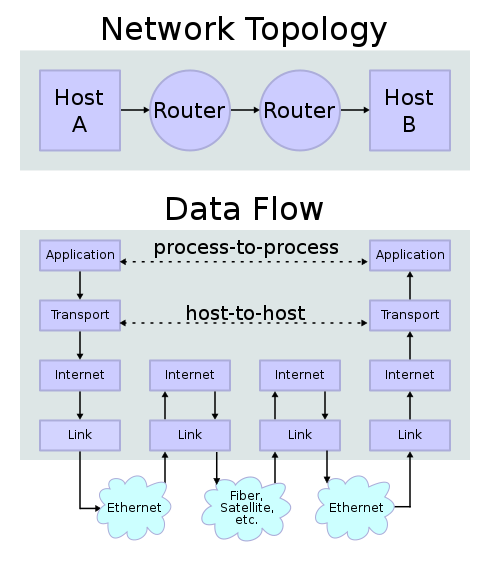 Network Topology
Host
A
Router
Router
Host
B
Data Flow
Application
process-to-process
Application
Transport
host-to-host
Transport
Internet
Internet
Internet
Internet
Link
Link
Link
Link
Ethernet
Fiber,
Satellite,
etc.
Ethernet